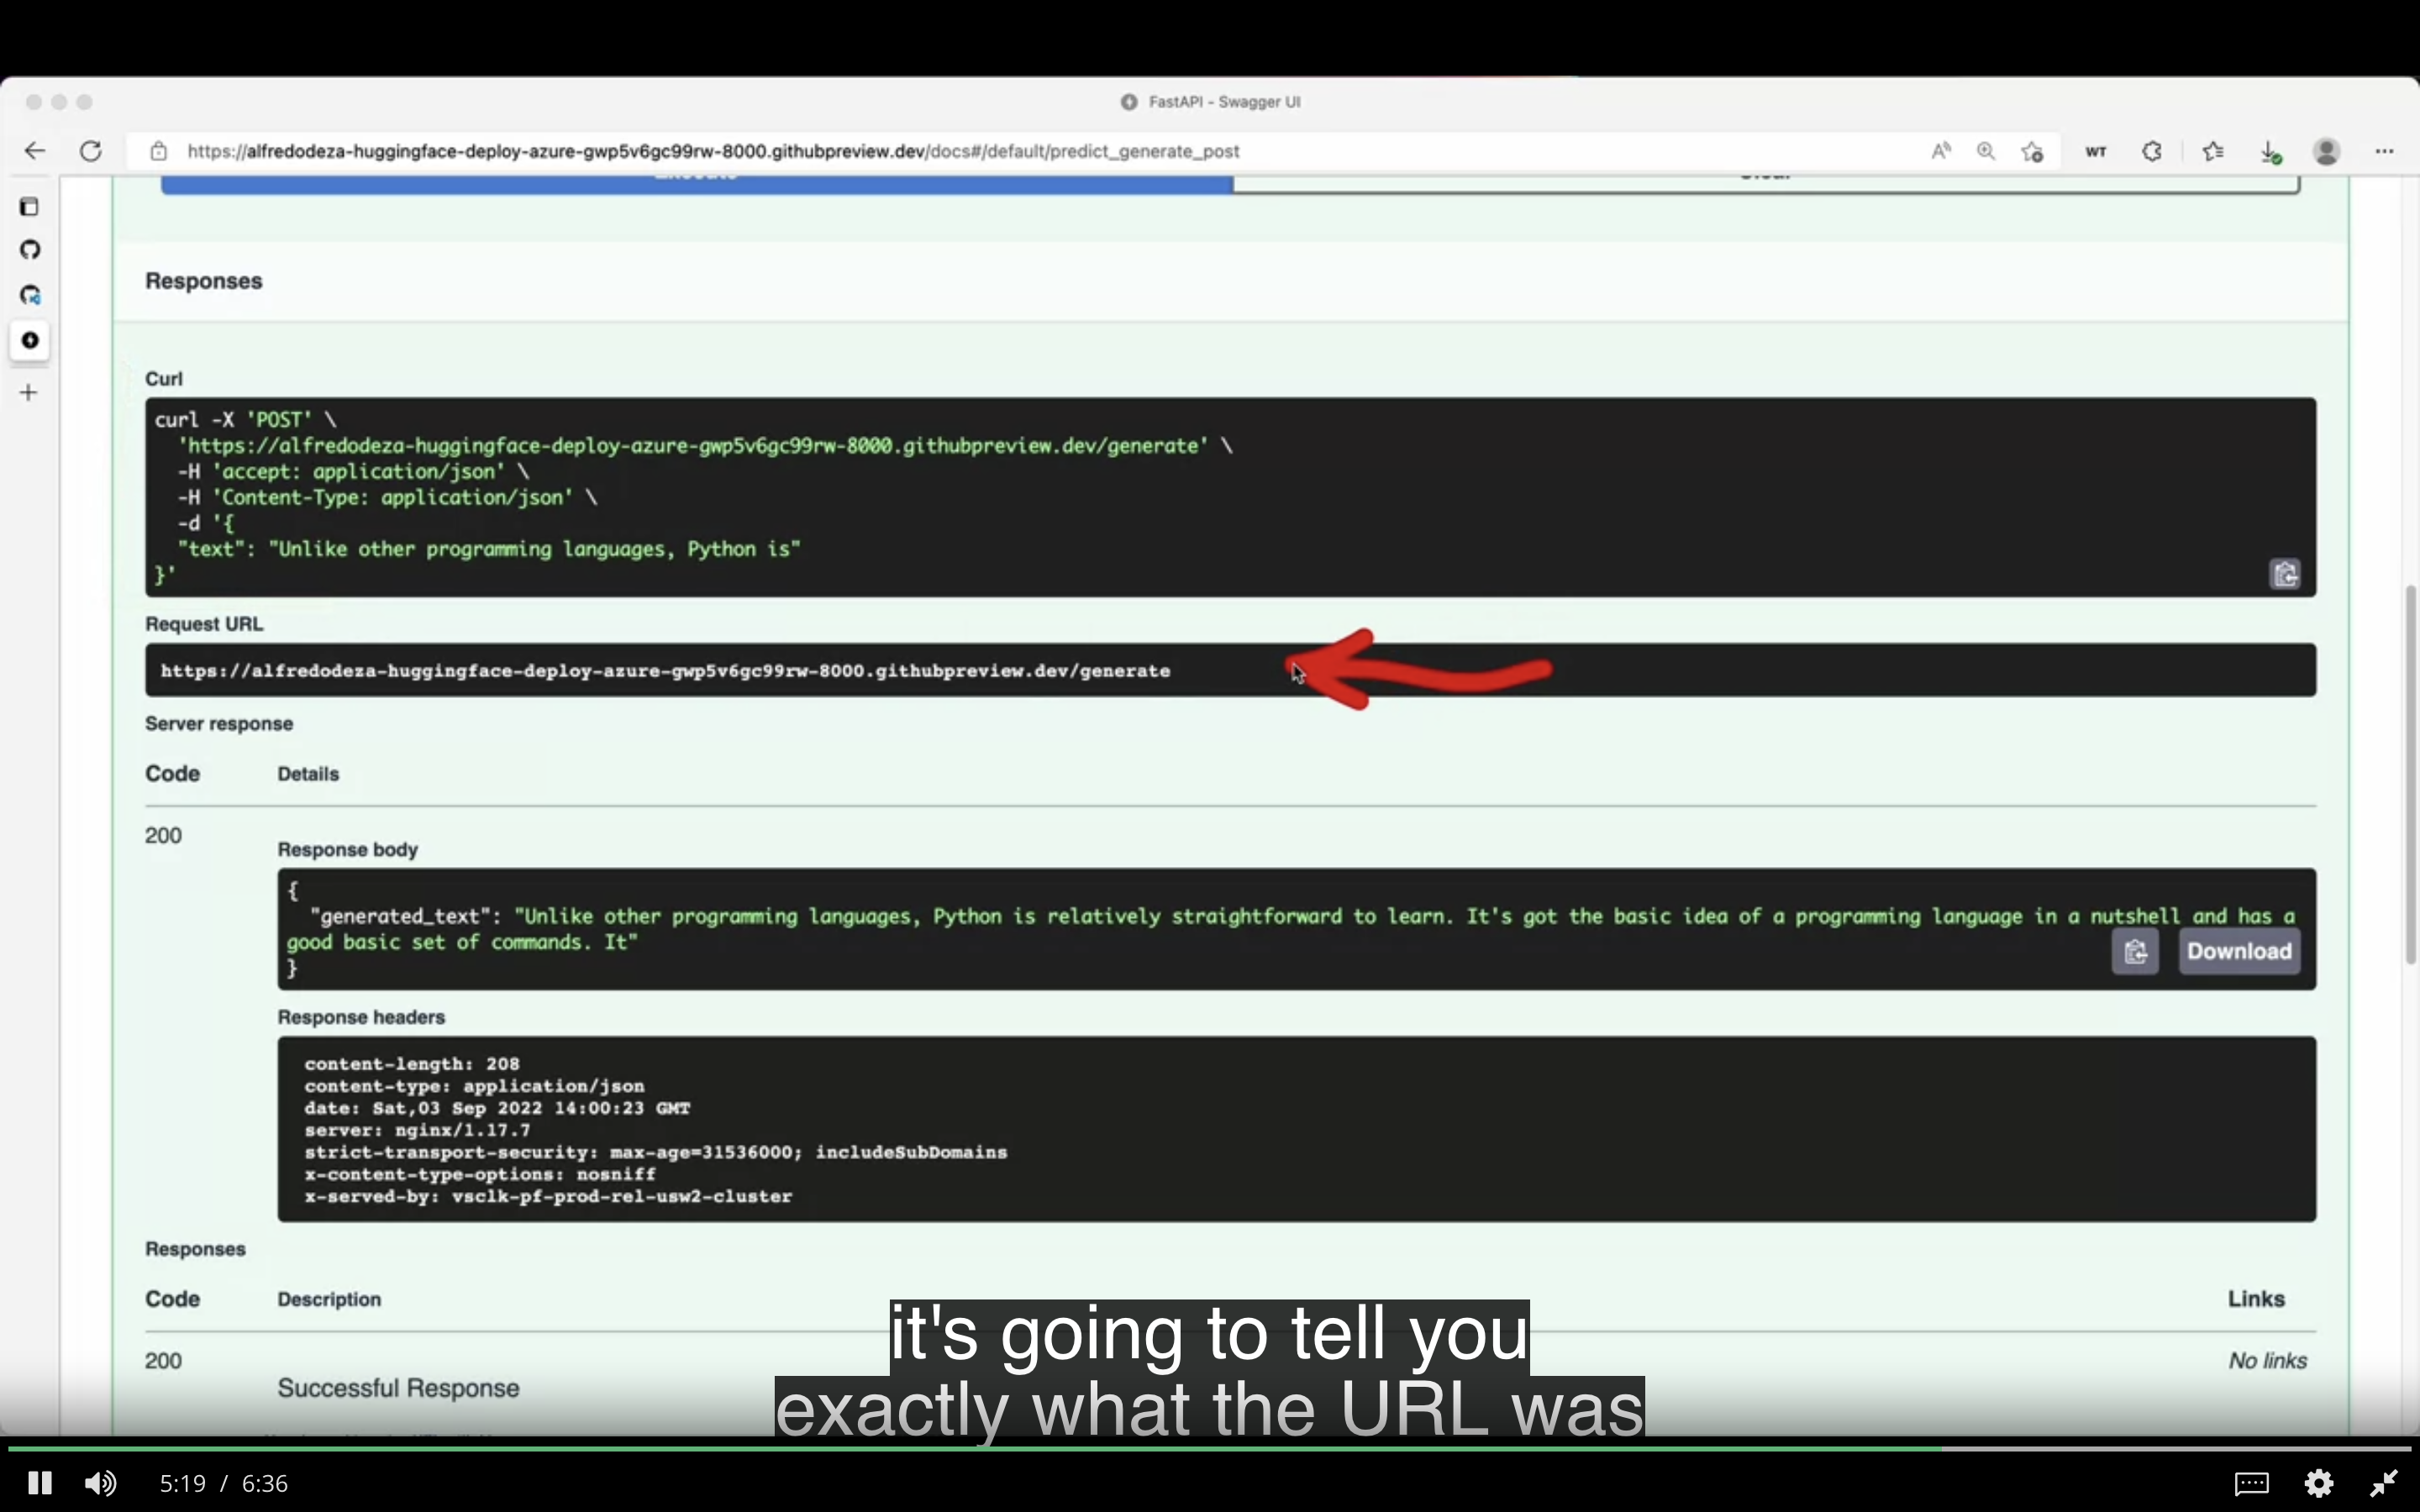 FastAPI - Swagger UI
https://alfredodeza-huggingface-deploy-azure-gwp5v6gc99rw-8000.githubpreview.dev/docs#/default/predict_generate_post
WT
Execute
Clear
Responses
Curl
curl -X 'POST' \
'https://alfredodeza-huggingface-deploy-azure-gwp5v6gc99rw-8000.githubpreview.dev/generate' \
-H 'accept: application/json' \
-H 'Content-Type: application/json' \
-d '{
"text": "Unlike other programming languages, Python is"
}'
Request URL
https://alfredodeza-huggingface-deploy-azure-gwp5v6gc99rw-8000.githubpreview.dev/generate
Server response
Code Details
200
Response body
{
"generated_text": "Unlike other programming languages, Python is relatively straightforward to learn. It's got the basic idea of a programming language in a nutshell and has a
good basic set of commands. It"
}
Download
Response headers
content-length: 208
content-type: application/json
date: Sat,03 Sep 2022 14:00:23 GMT
server: nginx/1.17.7
strict-transport-security: max-age=31536000; includeSubDomains
x-content-type-options: nosniff
x-served-by: vsclk-pf-prod-rel-usw2-cluster
Responses
Code Description Links
200
Successful Response
No links
it's going to tell you
exactly what the URL was
5:19 / 6:36